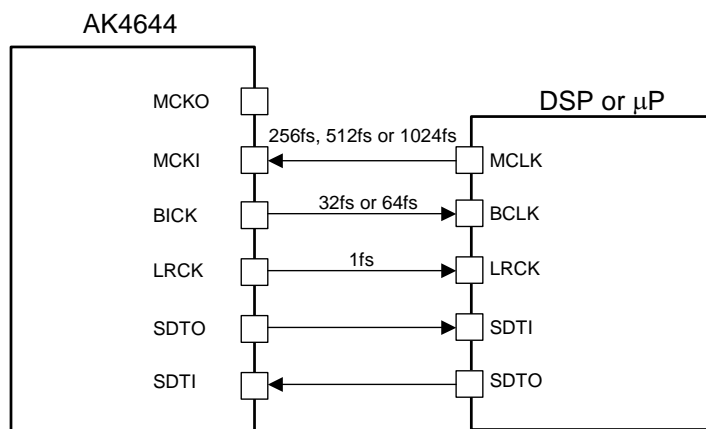 AK4644
DSP or μP
MCKO
256fs, 512fs or 1024fs
MCKI
MCLK
32fs or 64fs
BICK
BCLK
1fs
LRCK
LRCK
SDTO
SDTI
SDTI
SDTO